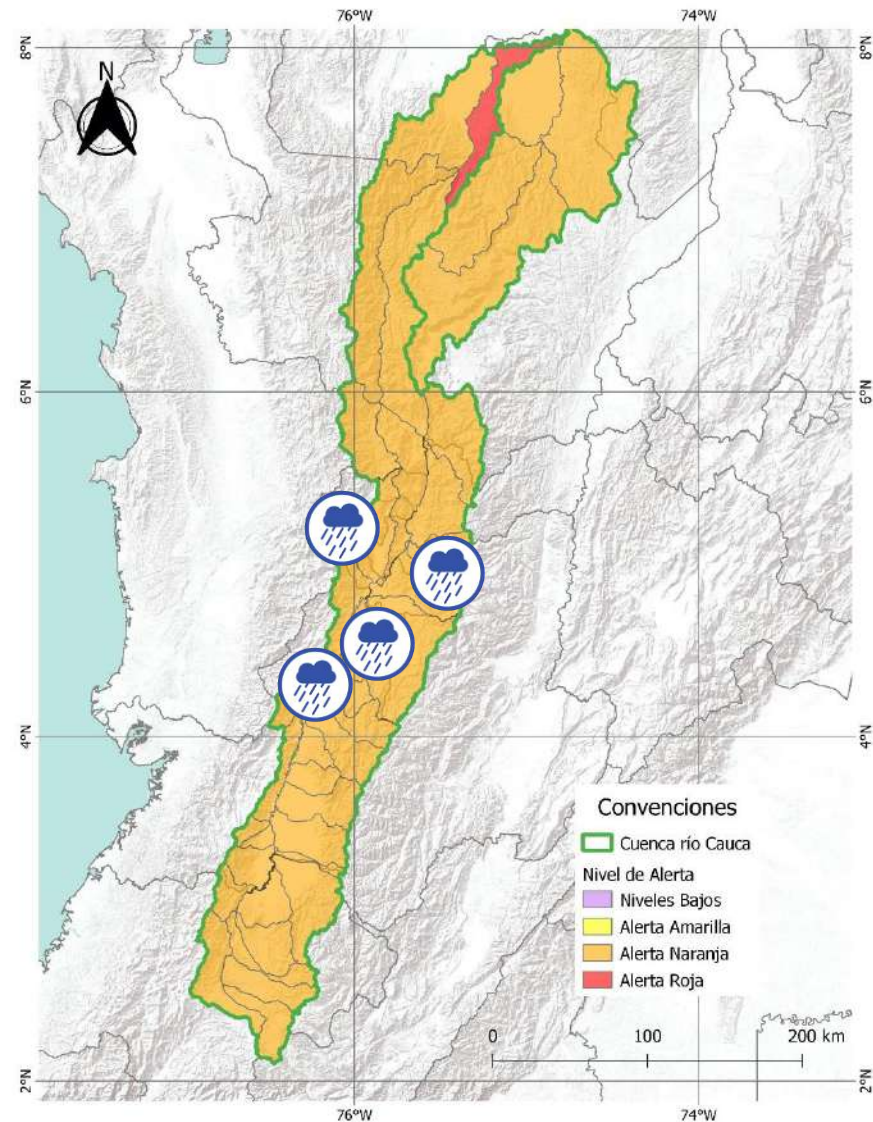 76°W 74°W
8°N 8°N
N
6°N 6°N
4°N 4°N
Convenciones
Cuenca río Cauca
Nivel de Alerta
Niveles Bajos
Alerta Amarilla
Alerta Naranja
Alerta Roja
0 100 200 km
2°N 2°N
76°W 74°W